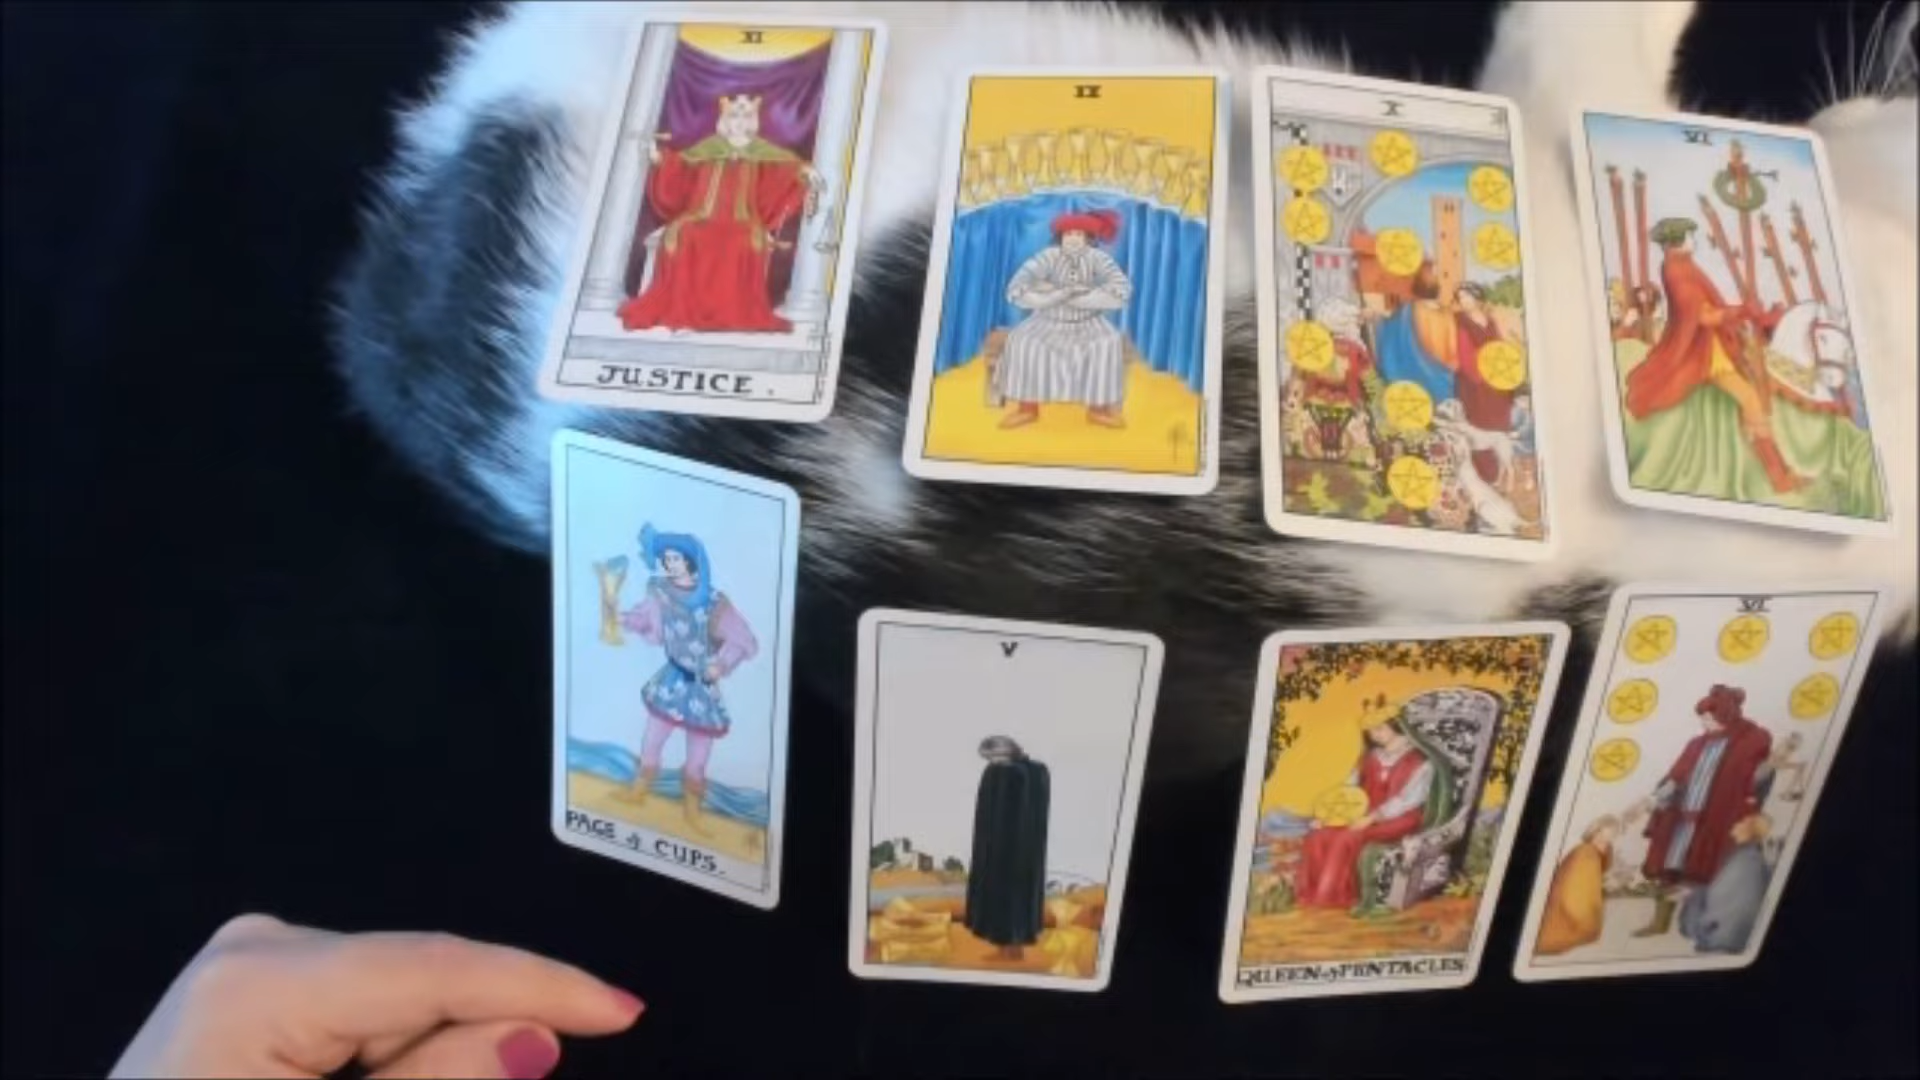 XI
IX
X
VI
JUSTICE.
PAGE of CUPS.
V
QUEEN of PENTACLES
VI